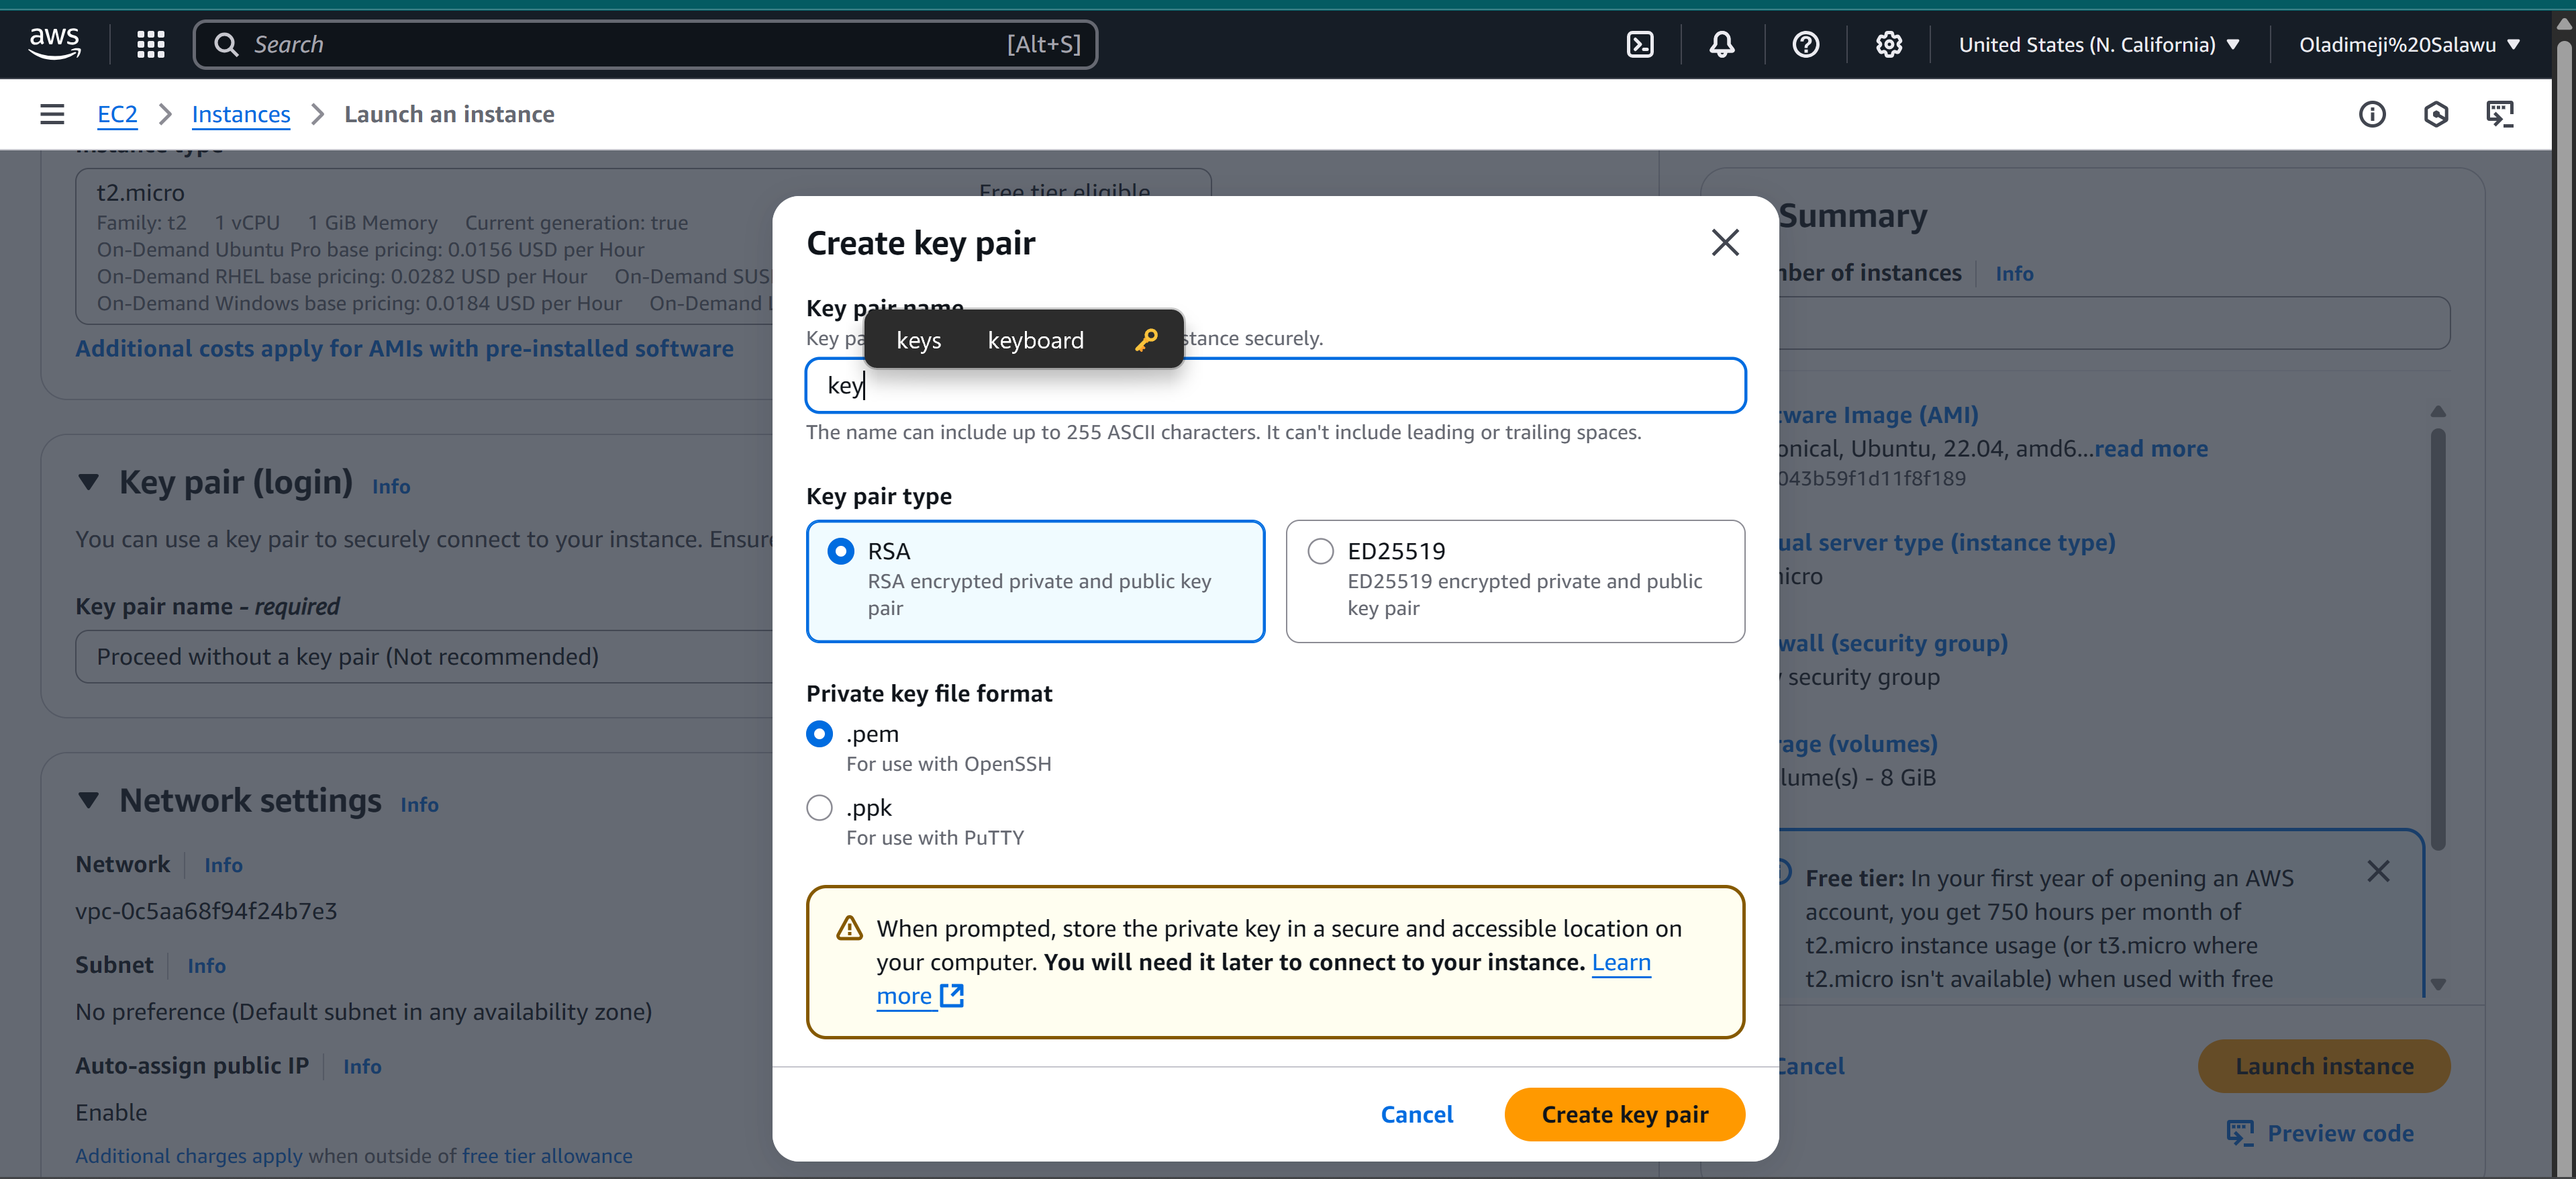 aws
Search
[Alt+S]
United States (N. California)
Oladimeji%20Salawu
EC2
Instances
Launch an instance
t2.micro
Free tier eligible
Family: t2 1 vCPU 1 GiB Memory Current generation: true
On-Demand Ubuntu Pro base pricing: 0.0156 USD per Hour
On-Demand RHEL base pricing: 0.0282 USD per Hour On-Demand
On-Demand Windows base pricing: 0.0184 USD per Hour On-Demand
Additional costs apply for AMIs with pre-installed software
Key pair (login) Info
You can use a key pair to securely connect to your instance.
Key pair name - required
Proceed without a key pair (Not recommended)
Network settings Info
Network Info
vpc-0c5aa68f94f24b7e3
Subnet Info
No preference (Default subnet in any availability zone)
Auto-assign public IP Info
Enable
Additional charges apply when outside of free tier allowance
Create key pair
Key pair name
Key
securely.
keys keyboard
key
The name can include up to 255 ASCII characters. It can't include leading or trailing spaces.
Key pair type
RSA
RSA encrypted private and public key
pair
ED25519
ED25519 encrypted private and public
key pair
Private key file format
.pem
For use with OpenSSH
.ppk
For use with PuTTY
When prompted, store the private key in a secure and accessible location on
your computer. You will need it later to connect to your instance. Learn
more
Cancel
Create key pair
Summary
of instances Info
Image (AMI)
Ubuntu, 22.04, amd6...read more
043b59f1d11f8f189
server type (instance type)
(security group)
security group
(volumes)
- 8 GiB
Free tier: In your first year of opening an AWS
account, you get 750 hours per month of
t2.micro instance usage (or t3.micro where
t2.micro isn't available) when used with free
Cancel
Launch instance
Preview code